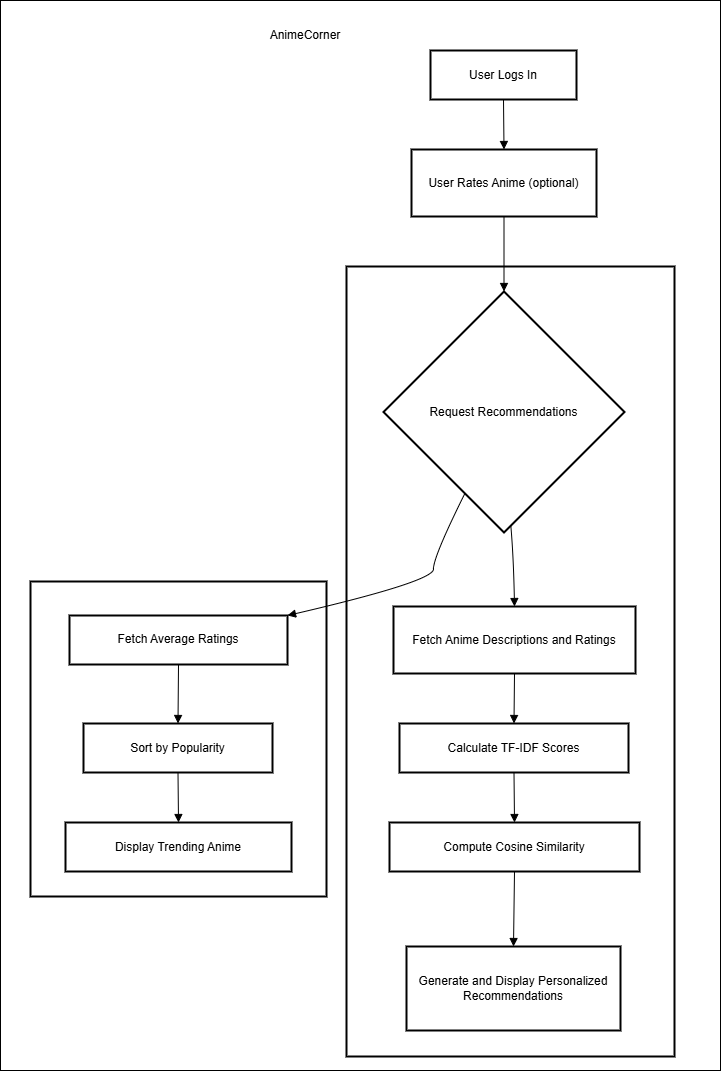 AnimeCorner
User Logs In
User Rates Anime (optional)
Request Recommendations
Fetch Average Ratings
Sort by Popularity
Display Trending Anime
Fetch Anime Descriptions and Ratings
Calculate TF-IDF Scores
Compute Cosine Similarity
Generate and Display Personalized
Recommendations